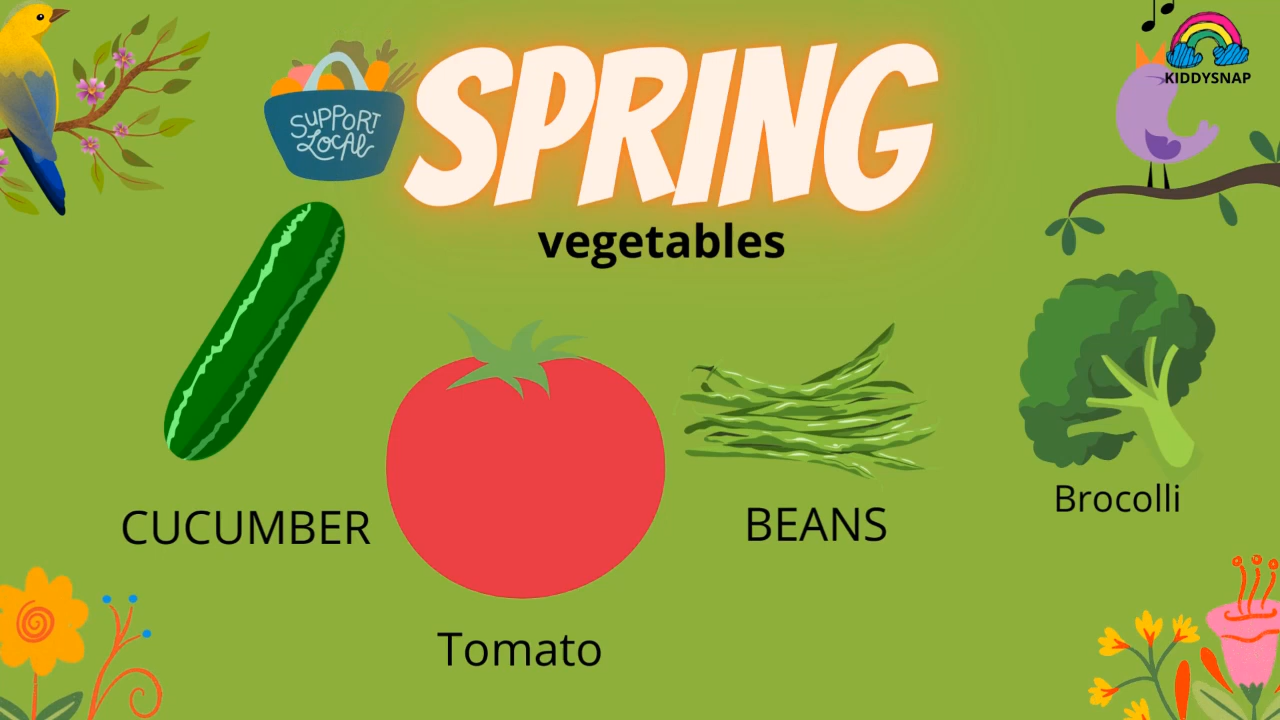 KIDDYSNAP
SUPPORT
LOCAL
SPRING
vegetables
CUCUMBER
Tomato
BEANS
Brocolli